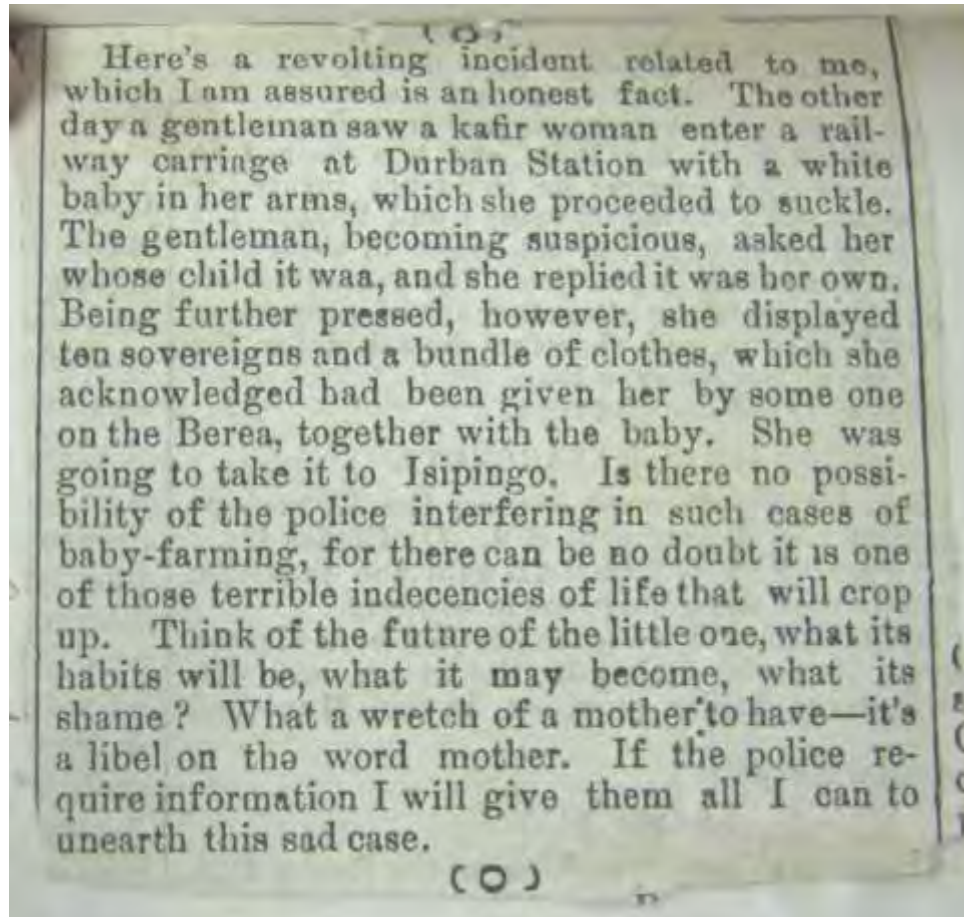 (0)
Here's a revolting incident related to me,
which I am assured is an honest fact. The other
day a gentleman saw a kafir woman enter a rail-
way carriage at Durban Station with a white
baby in her arms, which she proceeded to suckle.
The gentleman, becoming suspicious, asked her
whose child it waa, and she replied it was her own.
Being further pressed, however, she displayed
ten sovereigns and a bundle of clothes, which she
acknowledged had been given her by some one
on the Berea, together with the baby. She was
going to take it to Isipingo. Is there no possi-
bility of the police interfering in such cases of
baby-farming, for there can be no doubt it is one
of those terrible indecencies of life that will crop
up. Think of the future of the little one, what its
habits will be, what it may become, what its
shame? What a wretch of a mother to have—it's
a libel on the word mother. If the police re-
quire information I will give them all I can to
unearth this sad case.
(0)